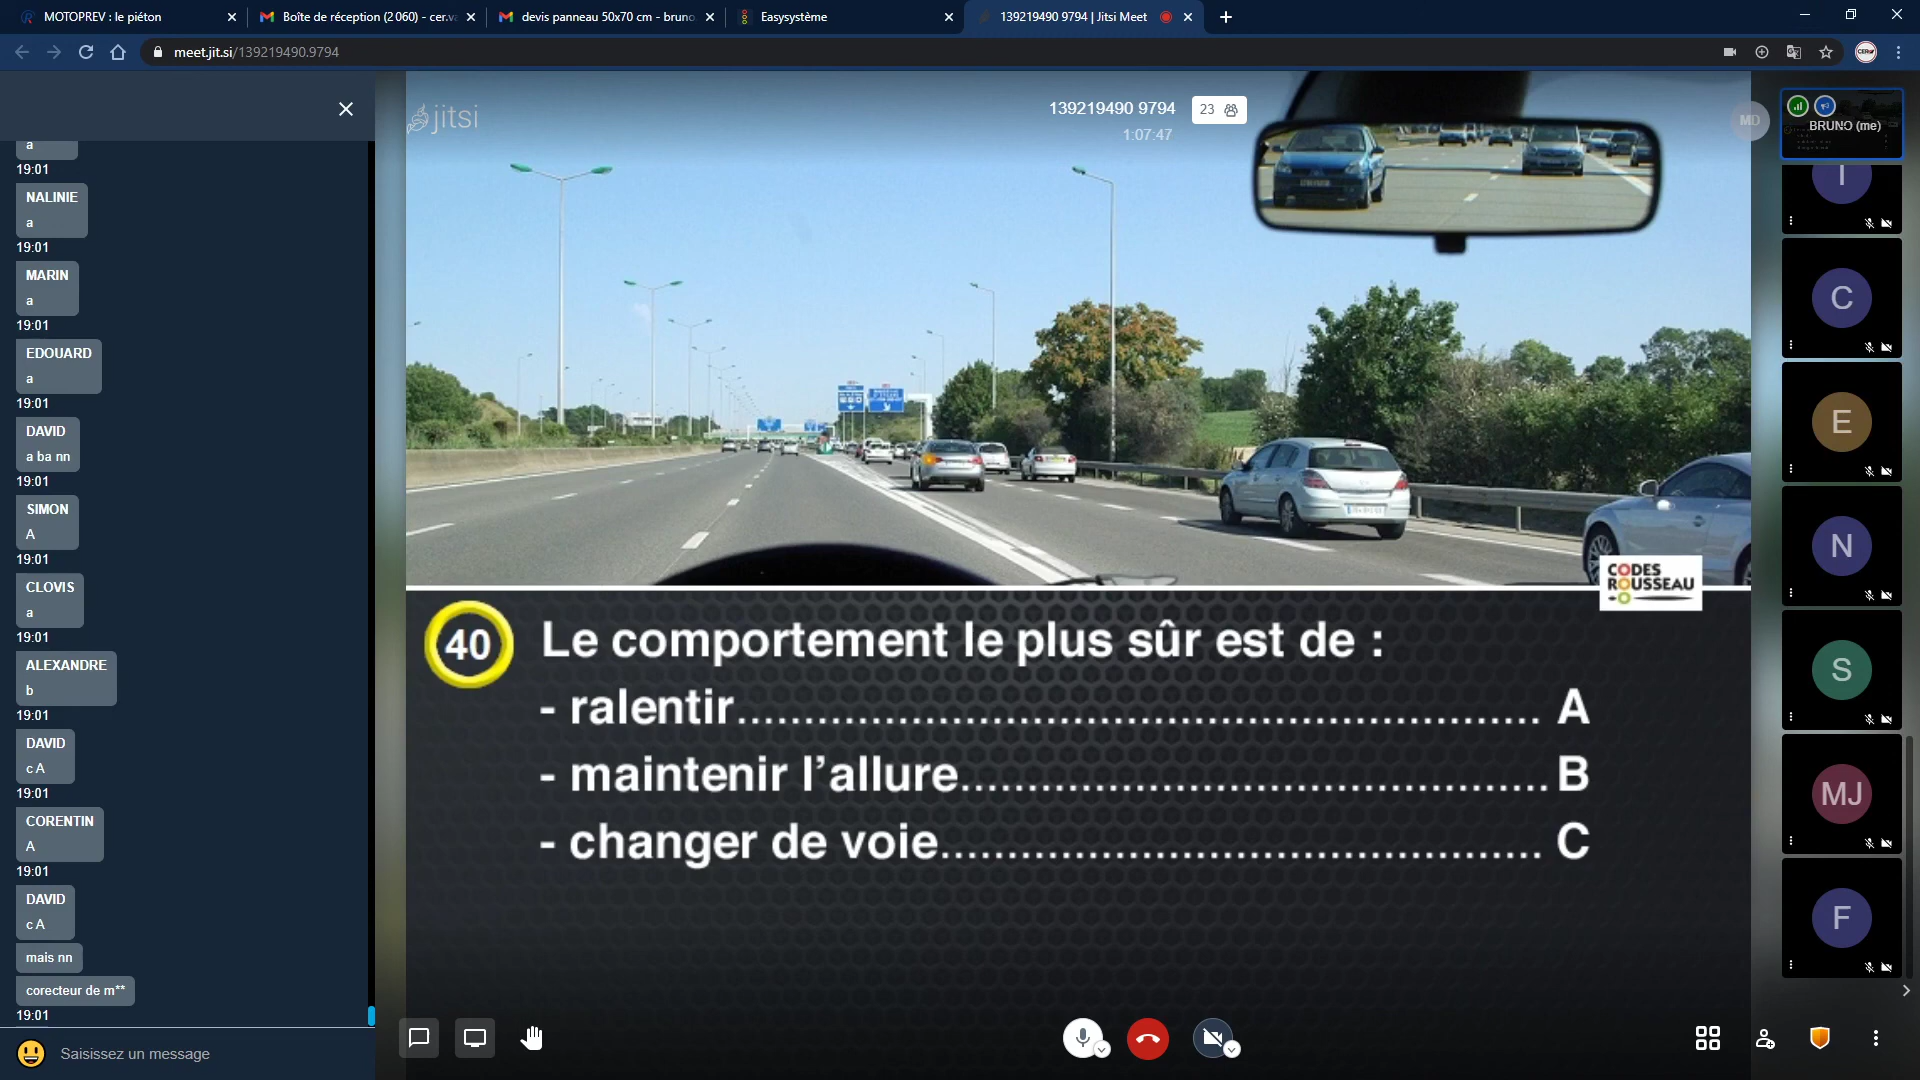 MOTOPREV : le piéton
Boîte de réception (2 060) - cer.va
devis panneau 50x70 cm - bruno.
Easysystème
139219490 9794 | Jitsi Meet
meet.jit.si/139219490.9794
CER
jitsi
139219490 9794
23
1:07:47
MD
BRUNO (me)
a
19:01
NALINIE
a
19:01
MARIN
a
19:01
EDOUARD
a
19:01
DAVID
a ba nn
19:01
SIMON
A
19:01
CLOVIS
a
19:01
ALEXANDRE
b
19:01
DAVID
c A
19:01
CORENTIN
A
19:01
DAVID
c A
mais nn
corecteur de m**
19:01
Saisissez un message
CODES
ROUSSEAU
40
Le comportement le plus sûr est de :
- ralentir.......................................................... A
- maintenir l'allure.......................................... B
- changer de voie........................................... C
I
C
E
N
S
MJ
F